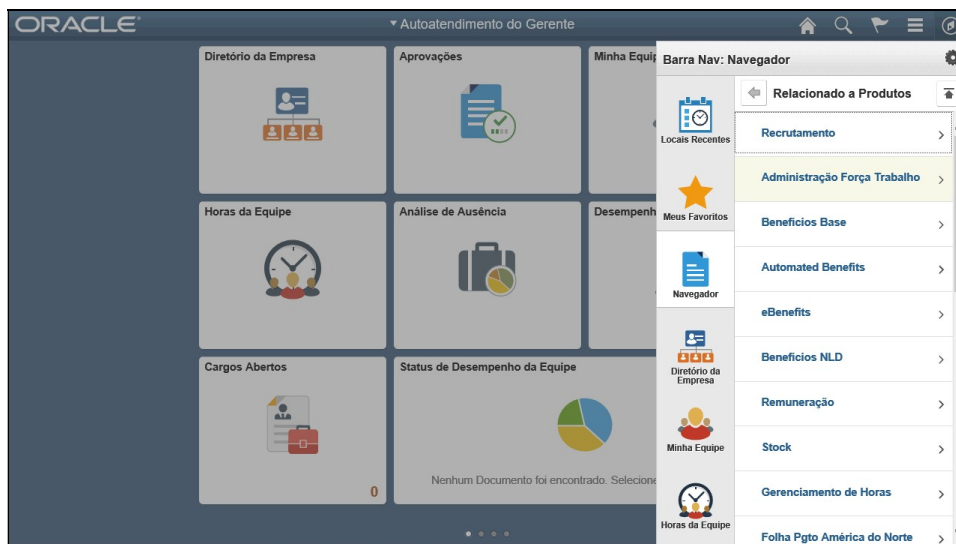 ORACLE
Autoatendimento do Gerente
Diretório da Empresa
Aprovações
Minha Equip
Horas da Equipe
Análise de Ausência
Desempenh
Cargos Abertos
0
Status de Desempenho da Equipe
Nenhum Documento foi encontrado. Selecione
Barra Nav: Navegador
Locais Recentes
Meus Favoritos
Navegador
Diretório da
Empresa
Minha Equipe
Horas da Equipe
Relacionado a Produtos
Recrutamento
Administração Força Trabalho
Benefícios Base
Automated Benefits
eBenefits
Benefícios NLD
Remuneração
Stock
Gerenciamento de Horas
Folha Pgto América do Norte